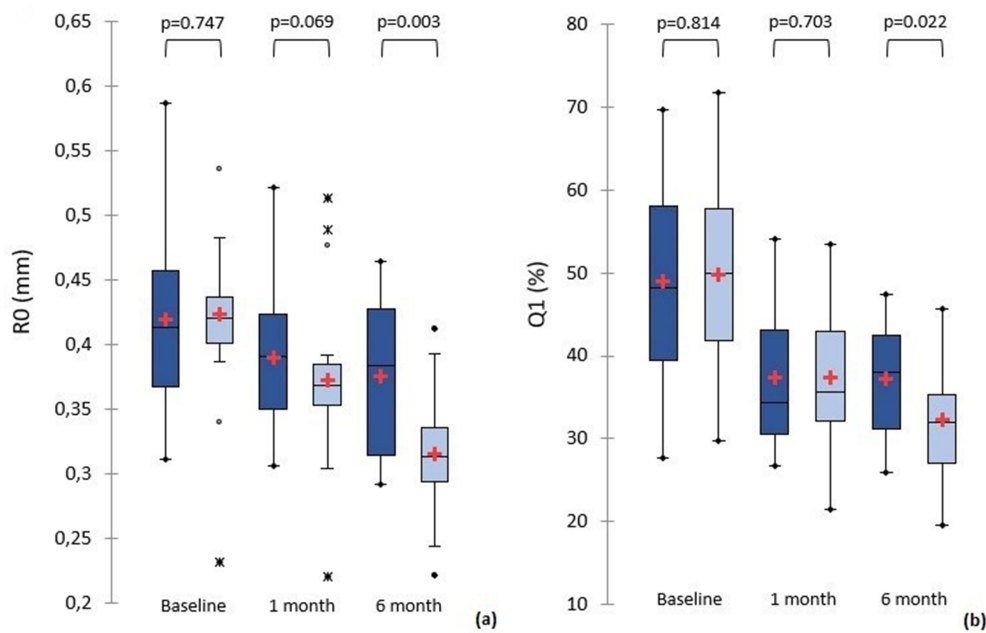 p=0.747 p=0.069 p=0.003
0,65
0,6
0,55
0,5
0,45
0,4
0,35
0,3
0,25
0,2
R0 (mm)
Baseline 1 month 6 month
(a)
p=0.814 p=0.703 p=0.022
80
70
60
50
40
30
20
10
Q1 (%)
Baseline 1 month 6 month
(b)